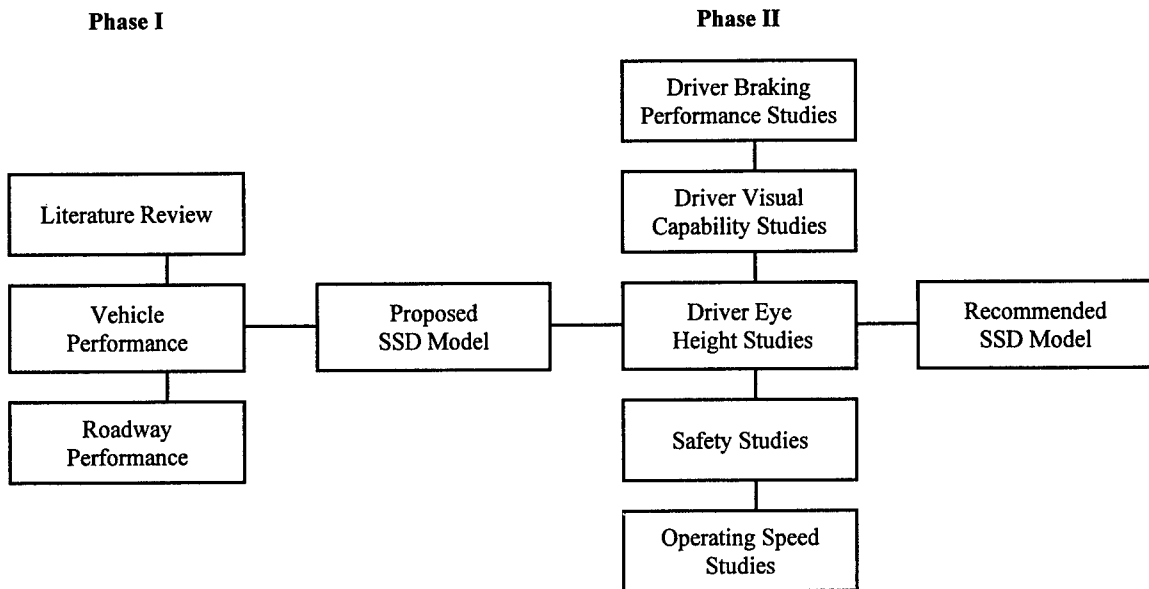 Phase I
Phase II
Literature Review
Vehicle
Performance
Roadway
Performance
Proposed
SSD Model
Driver Braking
Performance Studies
Driver Visual
Capability Studies
Driver Eye
Height Studies
Safety Studies
Operating Speed
Studies
Recommended
SSD Model